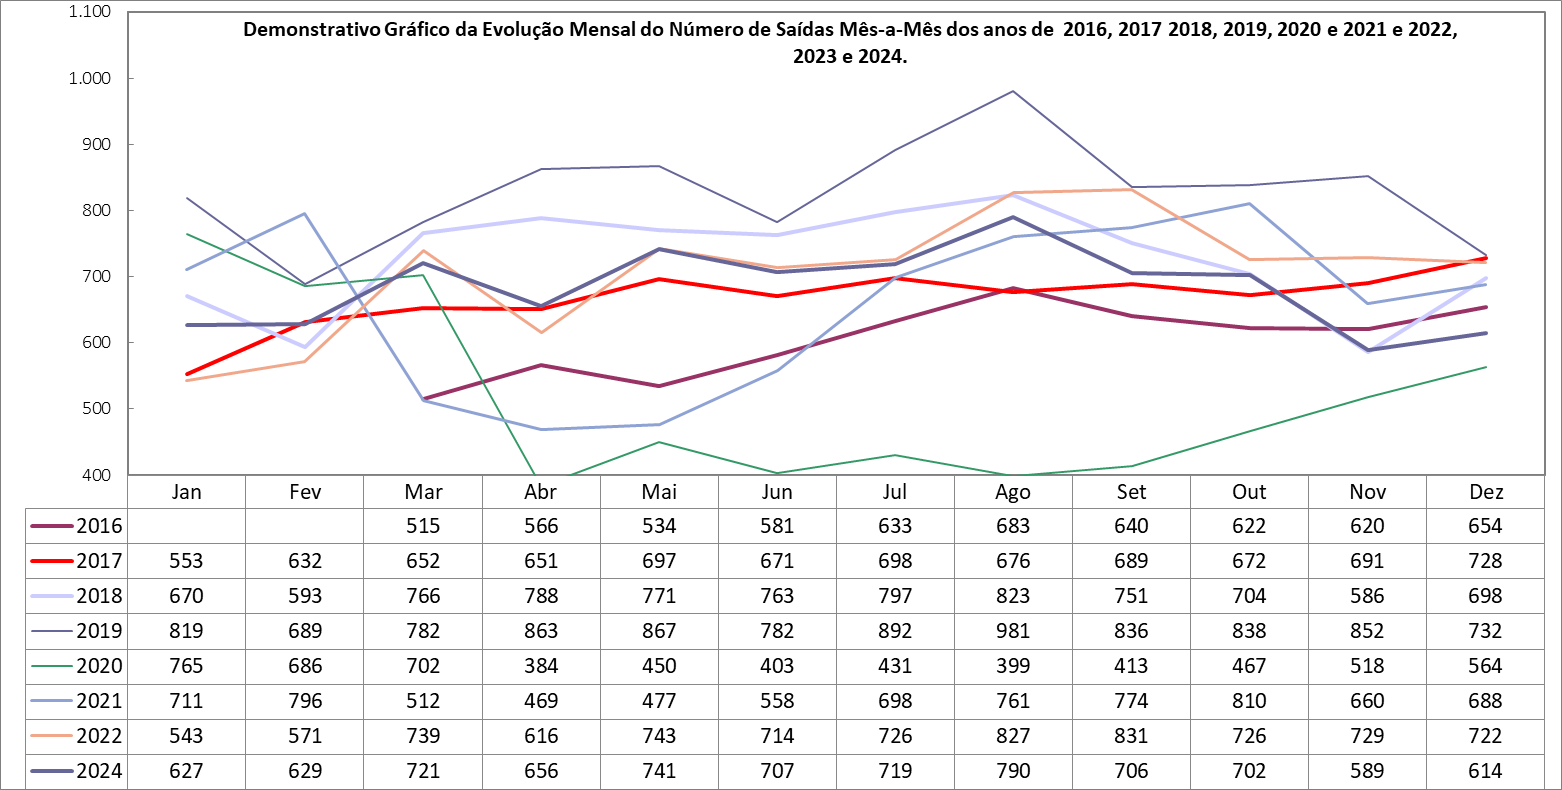 Demonstrativo Gráfico da Evolução Mensal do Número de Saídas Mês-a-Mês dos anos de 2016, 2017 2018, 2019, 2020 e 2021 e 2022,
2023 e 2024.
1.100
1.000
900
800
700
600
500
400
Jan Fev Mar Abr Mai Jun Jul Ago Set Out Nov Dez
2016 515 566 534 581 633 683 640 622 620 654
2017 553 632 652 651 697 671 698 676 689 672 691 728
2018 670 593 766 788 771 763 797 823 751 704 586 698
2019 819 689 782 863 867 782 892 981 836 838 852 732
2020 765 686 702 384 450 403 431 399 413 467 518 564
2021 711 796 512 469 477 558 698 761 774 810 660 688
2022 543 571 739 616 743 714 726 827 831 726 729 722
2024 627 629 721 656 741 707 719 790 706 702 589 614